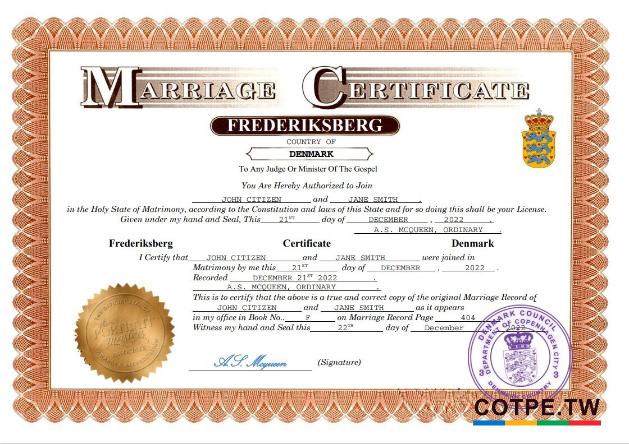 MARRIAGE CERTIFICATE
FREDERIKSBERG
COUNTRY OF
DENMARK
To Any Judge Or Minister Of The Gospel
You Are Hereby Authorized to Join
JOHN CITIZEN and JANE SMITH ,
in the Holy State of Matrimony, according to the Constitution and laws of this State and for so doing this shall be your License.
Given under my hand and Seal, This 21ST day of DECEMBER , 2022 .
A.S. MCQUEEN, ORDINARY .
Frederiksberg Certificate Denmark
I Certify that JOHN CITIZEN and JANE SMITH were joined in
Matrimony by me this 21ST day of DECEMBER , 2022 .
Recorded DECEMBER 21ST 2022 .
A.S. MCQUEEN, ORDINARY
This is to certify that the above is a true and correct copy of the original Marriage Record of
JOHN CITIZEN and JANE SMITH as it appears
in my office in Book No.. 9 on Marriage Record Page 404
Witness my hand and Seal this 22TH day of December 2022
A.S. Mcqueen (Signature)
DENMARK COUNCIL
DEPARTMENT OF COPENHAGEN CITY
COTPE.TW